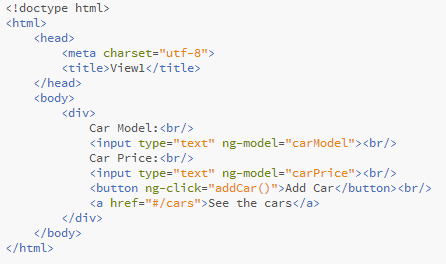 <!doctype html>
<html>
    <head>
        <meta charset="utf-8">
        <title>View1</title>
    </head>
    <body>
        <div>
            Car Model:<br/>
            <input type="text" ng-model="carModel"><br/>
            Car Price:<br/>
            <input type="text" ng-model="carPrice"><br/>
            <button ng-click="addCar()">Add Car</button><br/>
            <a href="#/cars">See the cars</a>
        </div>
    </body>
</html>